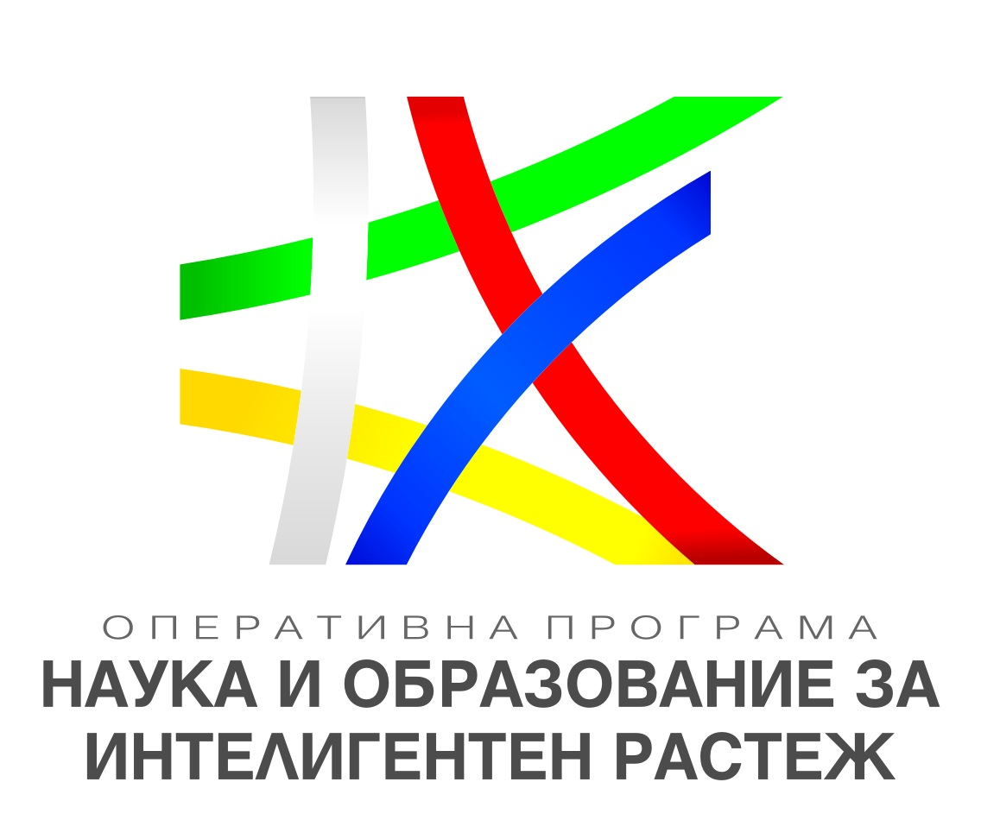 ОПЕРАТИВНА ПРОГРАМА
НАУКА И ОБРАЗОВАНИЕ ЗА
ИНТЕЛИГЕНТЕН РАСТЕЖ